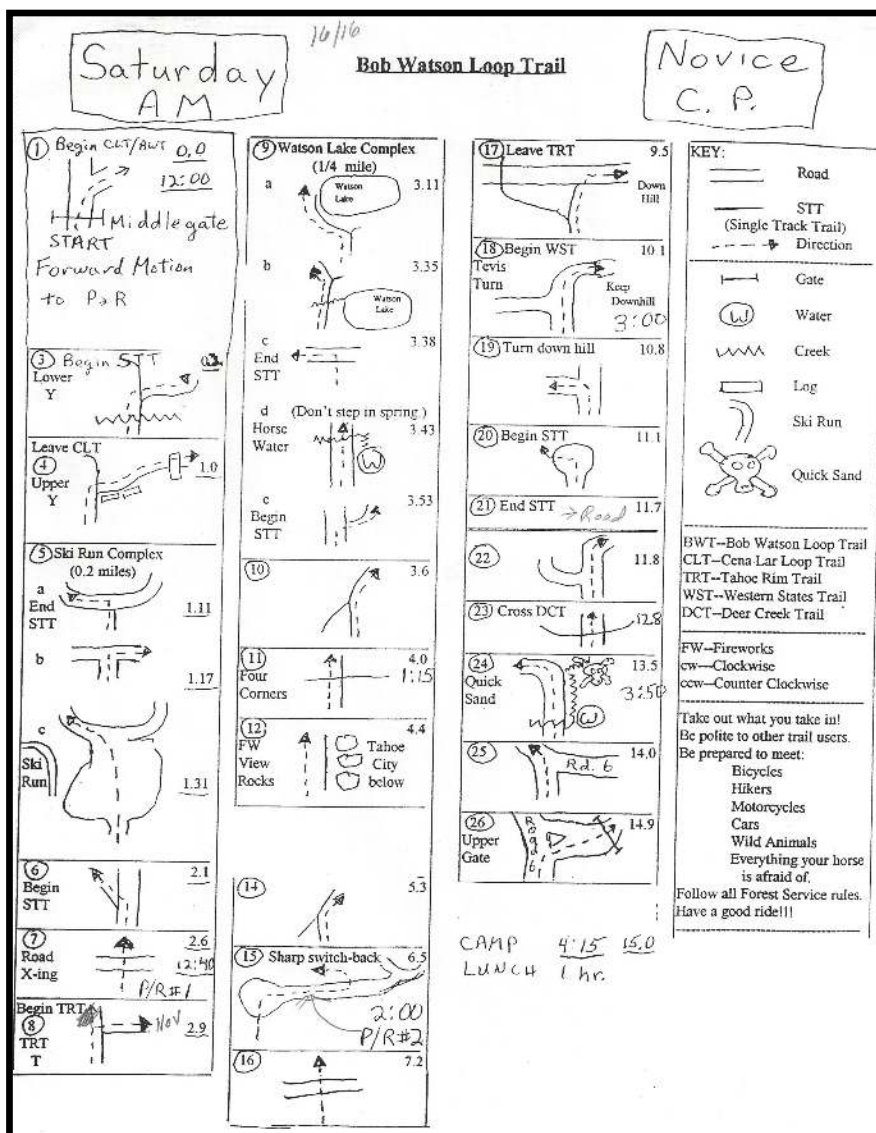 16/16
Saturday
AM
Bob Watson Loop Trail
Novice
C. P.
1 Begin CLT/BWT 0.0
12:00
Middle gate
START
Forward Motion
to P & R
3 Begin STT
Lower
Y
Leave CLT
4
Upper
Y
1.0
5 Ski Run Complex
(0.2 miles)
a
End
STT
1.11
b
1.17
c
Ski
Run
1.31
6
Begin
STT
2.1
7
Road
X-ing
2.6
12:40
P/R #1
Begin TRT
8
TRT
T
Nov
2.9
9 Watson Lake Complex
(1/4 mile)
a
Watson
Lake
3.11
b
3.35
Watson
Lake
c
End
STT
3.38
d (Don't step in spring.)
Horse
Water
3.43
W
Begin
STT
3.53
10
3.6
11
Four
Corners
4.0
1:15
12
FW
View
Rocks
4.4
Tahoe
City
below
14
5.3
15 Sharp switch-back 6.5
2:00
P/R #2
16
7.2
17 Leave TRT 9.5
Down
Hill
18 Begin WST 10.1
Tevis
Turn
Keep
Downhill
3:00
19 Turn down hill 10.8
20 Begin STT 11.1
21 End STT → Road 11.7
22
11.8
23 Cross DCT 12.8
24
Quick
Sand
13.5
3:50
W
25
14.0
Rd. 6
26
Upper
Gate
Road 6
14.9
CAMP 4:15 15.0
LUNCH 1 hr.
KEY:
Road
STT
(Single Track Trail)
Direction
Gate
W
Water
Creek
Log
Ski Run
Quick Sand
BWT--Bob Watson Loop Trail
CLT--Cena-Lar Loop Trail
TRT--Tahoe Rim Trail
WST--Western States Trail
DCT--Deer Creek Trail
FW--Fireworks
cw---Clockwise
ccw--Counter Clockwise
Take out what you take in!
Be polite to other trail users.
Be prepared to meet:
Bicycles
Hikers
Motorcycles
Cars
Wild Animals
Everything your horse
is afraid of.
Follow all Forest Service rules.
Have a good ride!!!